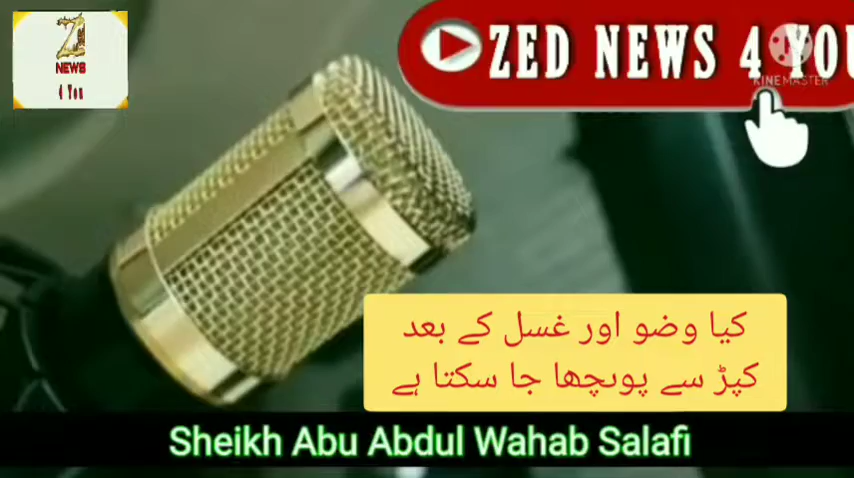 Z
NEWS
4 You
ZED NEWS 4 YOU
KINEMASTER
کیا وضو اور غسل کے بعد
کپڑ سے پوںچھا جا سکتا ہے
Sheikh Abu Abdul Wahab Salafi